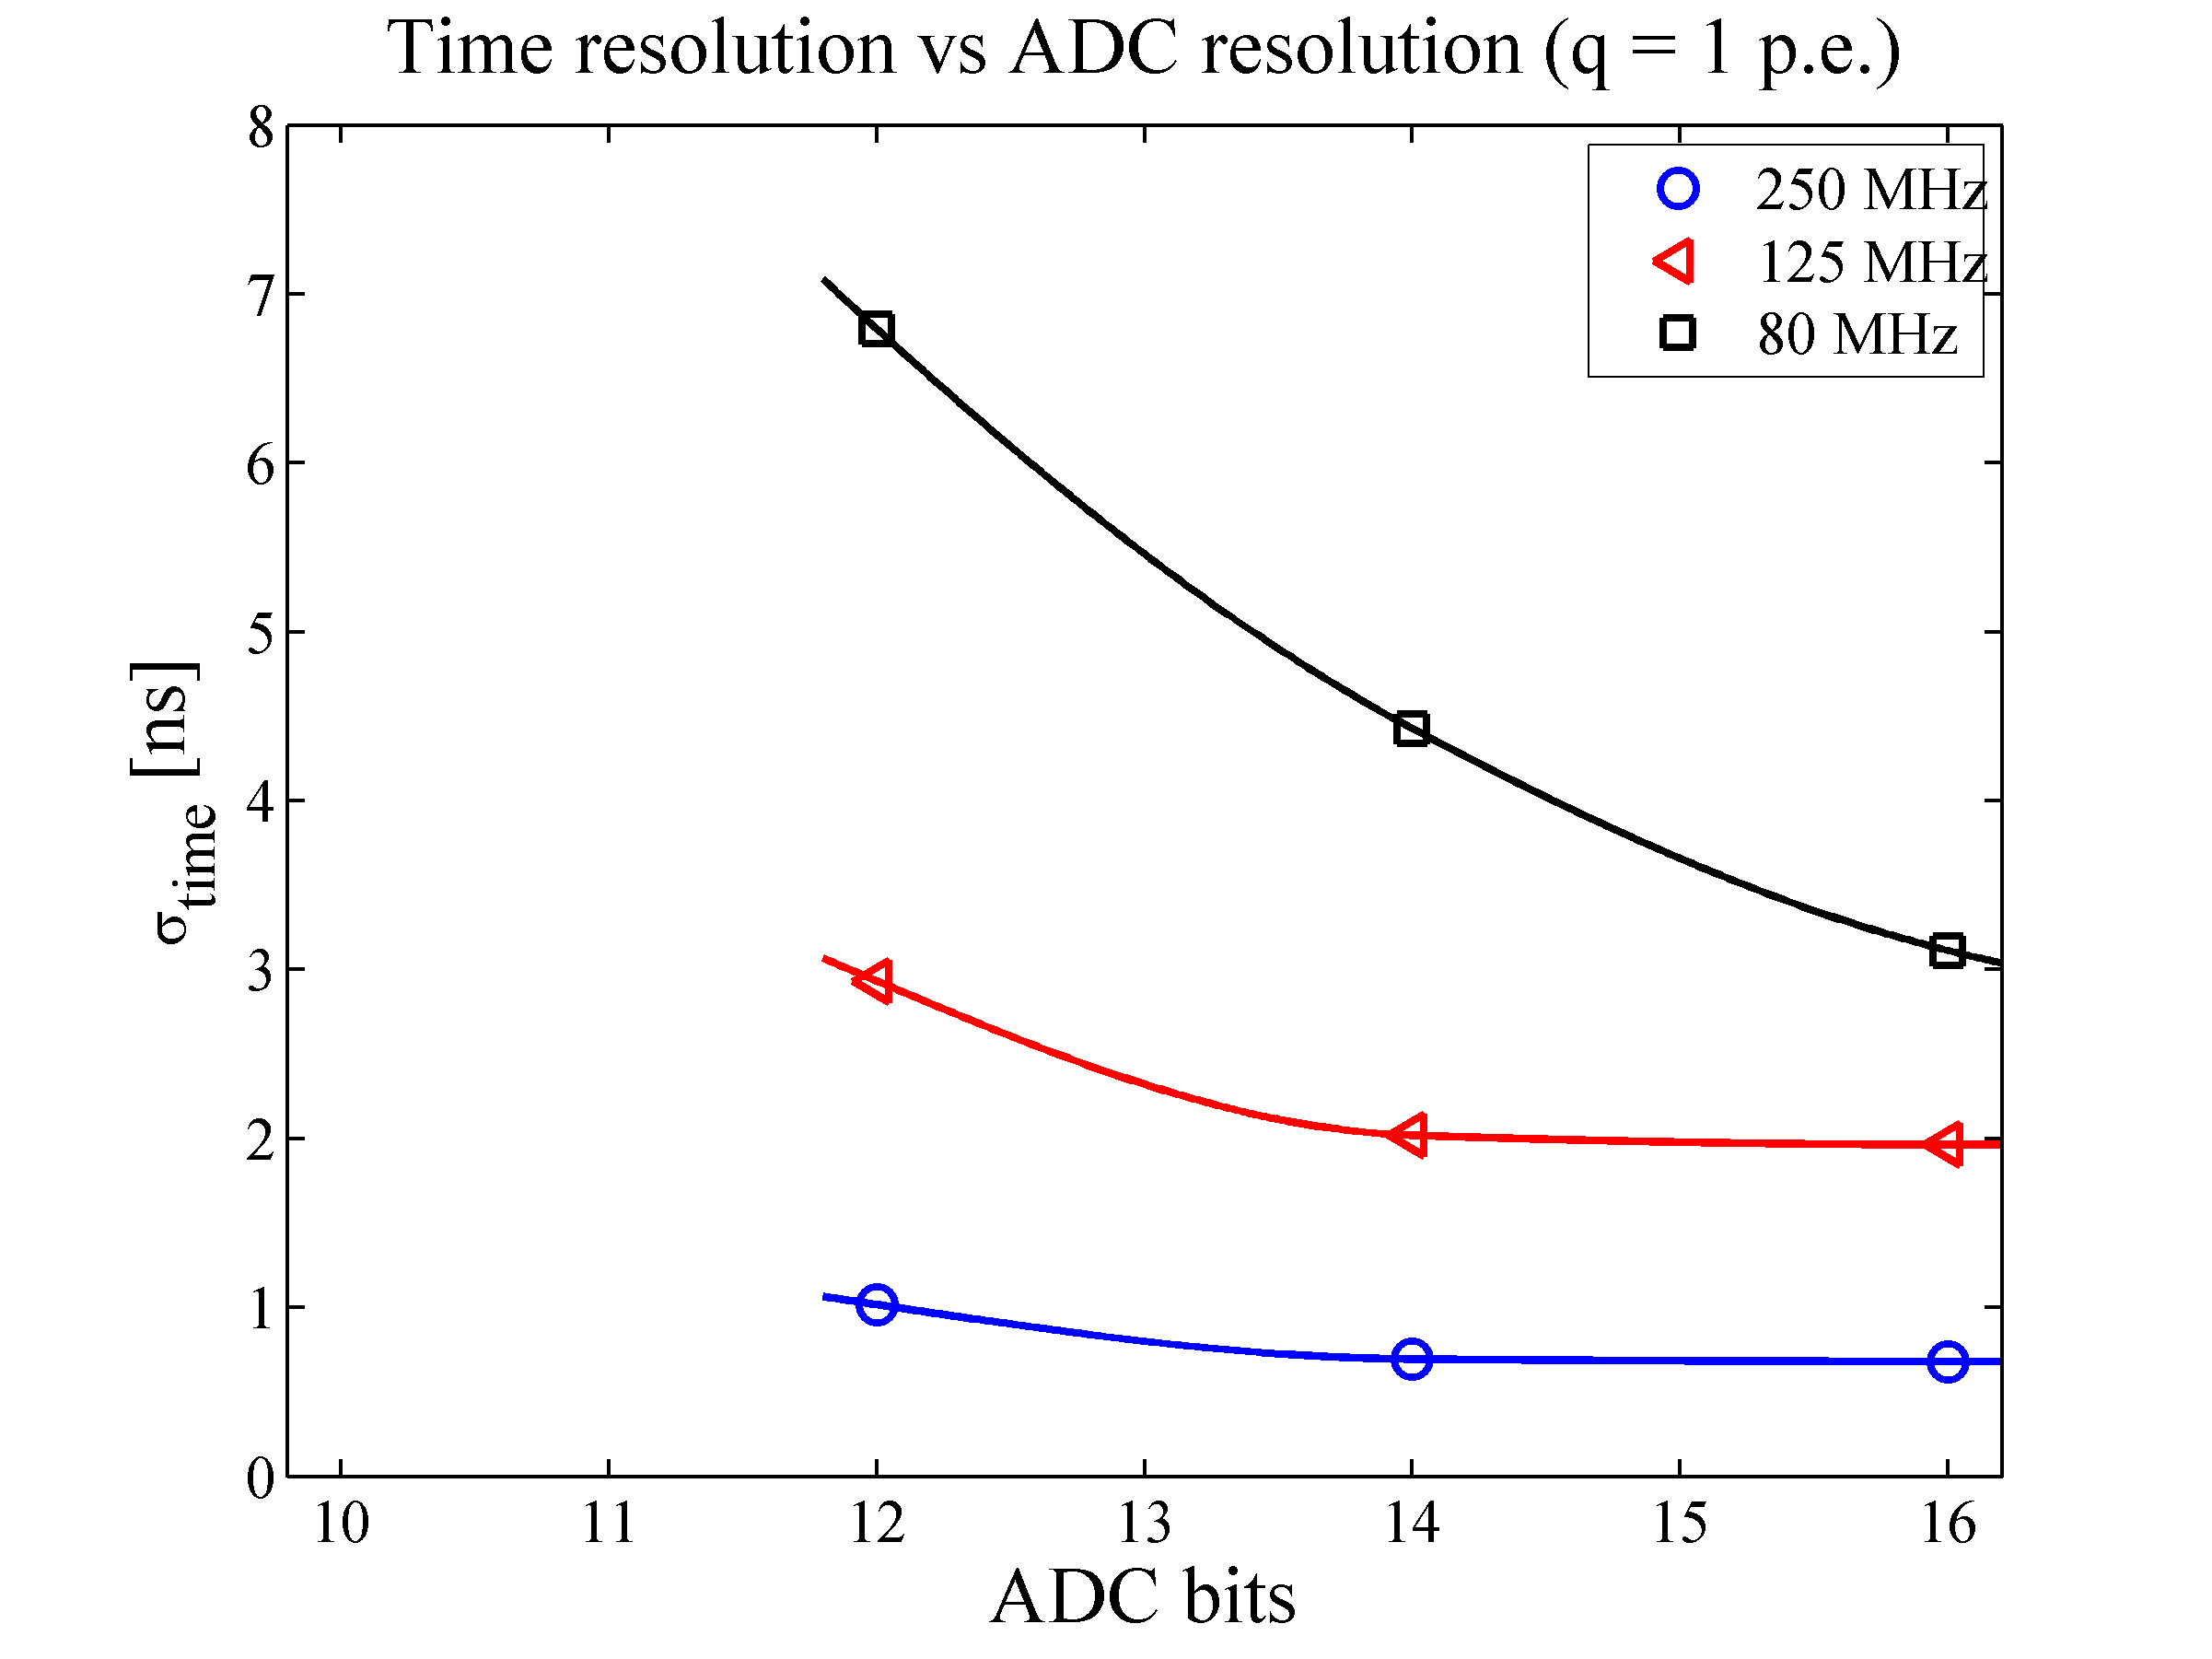 Time resolution vs ADC resolution (q = 1 p.e.)
8
7
6
5
4
3
2
1
0
σtime [ns]
250 MHz
125 MHz
80 MHz
10 11 12 13 14 15 16
ADC bits